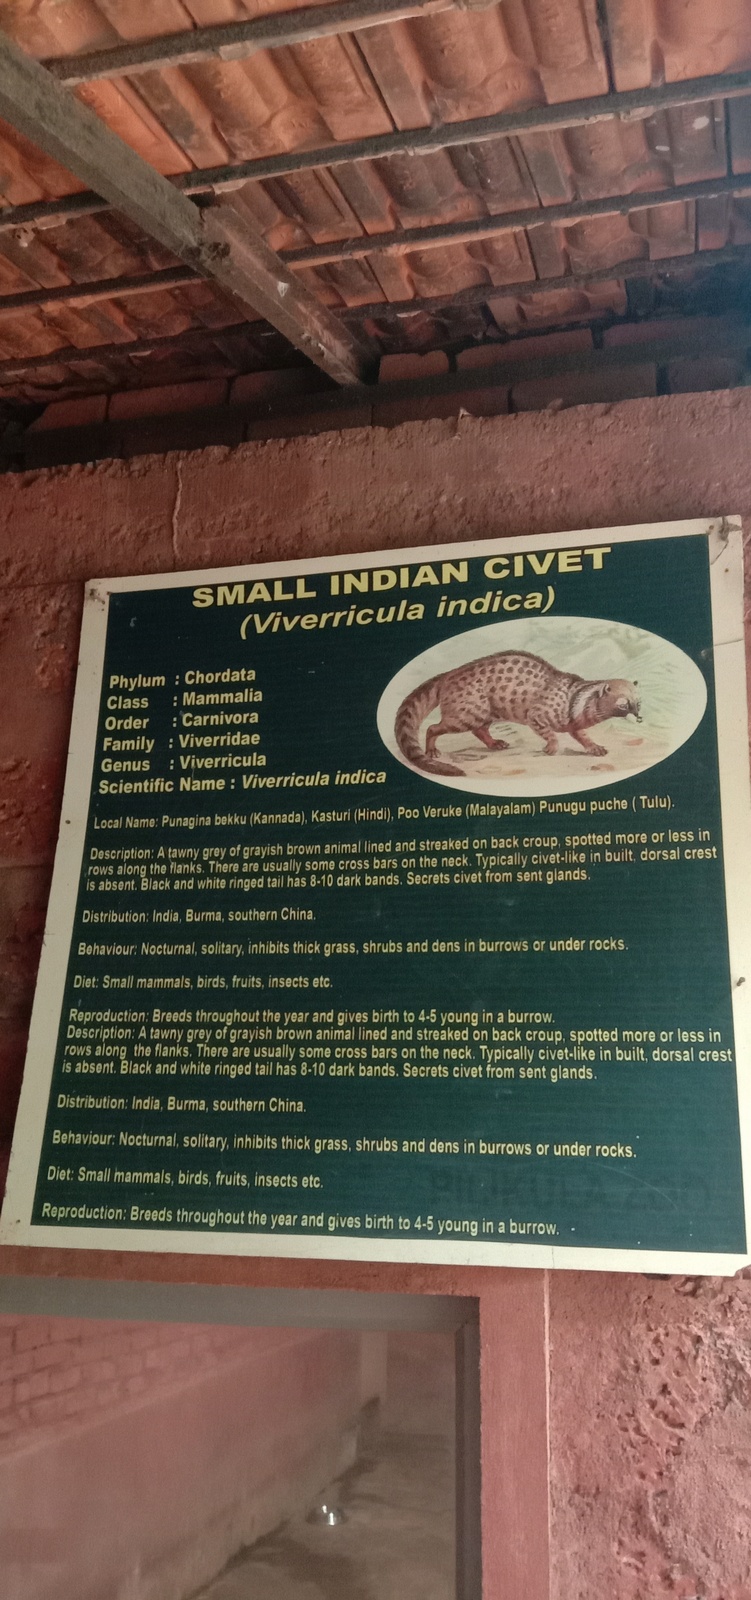 SMALL INDIAN CIVET
(Viverricula indica)
Phylum : Chordata
Class : Mammalia
Order : Carnivora
Family : Viverridae
Genus : Viverricula
Scientific Name : Viverricula indica
Local Name: Punagina bekku (Kannada), Kasturi (Hindi), Poo Veruke (Malayalam) Punugu puche ( Tulu).
Description: A tawny grey of grayish brown animal lined and streaked on back croup, spotted more or less in
rows along the flanks. There are usually some cross bars on the neck. Typically civet-like in built, dorsal crest
is absent. Black and white ringed tail has 8-10 dark bands. Secrets civet from sent glands.
Distribution: India, Burma, southern China.
Behaviour: Nocturnal, solitary, inhibits thick grass, shrubs and dens in burrows or under rocks.
Diet: Small mammals, birds, fruits, insects etc.
Reproduction: Breeds throughout the year and gives birth to 4-5 young in a burrow.
Description: A tawny grey of grayish brown animal lined and streaked on back croup, spotted more or less in
rows along the flanks. There are usually some cross bars on the neck. Typically civet-like in built, dorsal crest
is absent. Black and white ringed tail has 8-10 dark bands. Secrets civet from sent glands.
Distribution: India, Burma, southern China.
Behaviour: Nocturnal, solitary, inhibits thick grass, shrubs and dens in burrows or under rocks.
Diet: Small mammals, birds, fruits, insects etc.
PILIKULA ZOO
Reproduction: Breeds throughout the year and gives birth to 4-5 young in a burrow. -